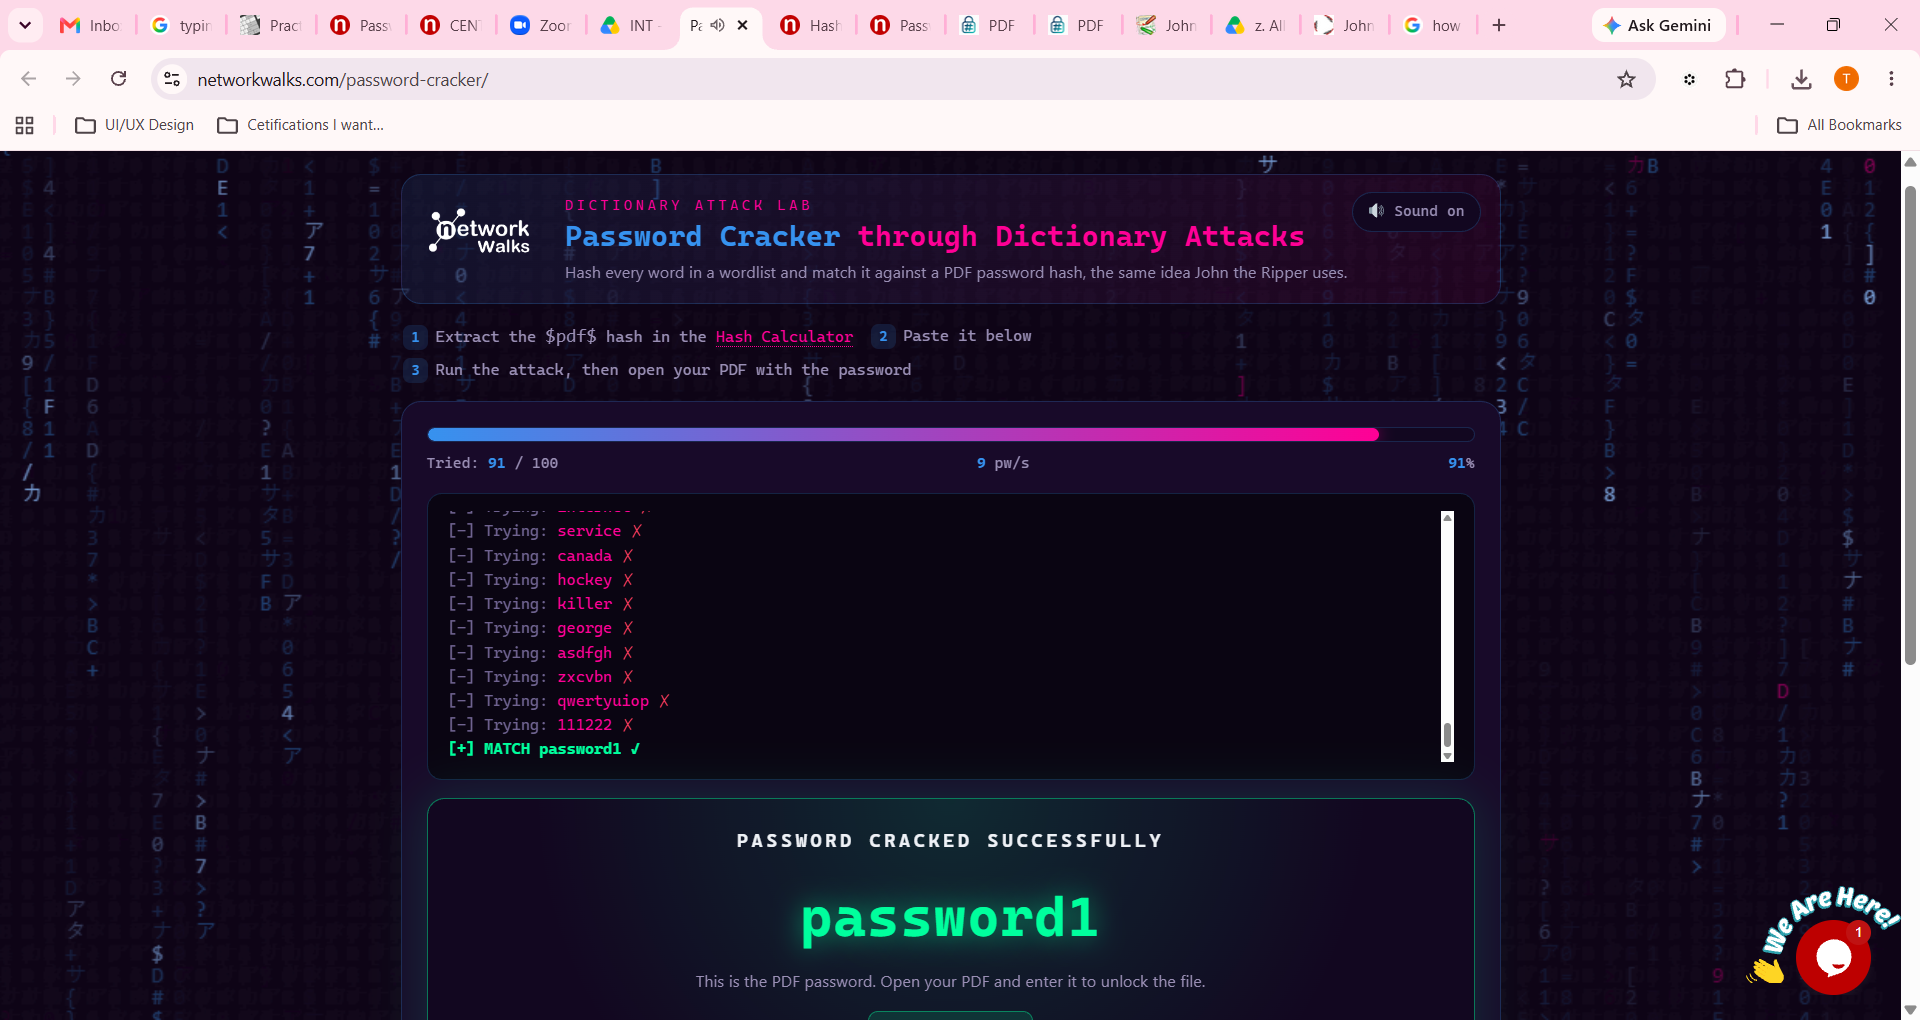 Inbo
typin
Pract
Passw
CENT
Zoom
INT -
Pa
Hash
Pass
PDF
PDF
John
z. All
John
how
Ask Gemini
networkwalks.com/password-cracker/
T
UI/UX Design
Cetifications I want...
All Bookmarks
network
Walks
DICTIONARY ATTACK LAB
Password Cracker through Dictionary Attacks
Hash every word in a wordlist and match it against a PDF password hash, the same idea John the Ripper uses.
Sound on
1 Extract the $pdf$ hash in the Hash Calculator 2 Paste it below
3 Run the attack, then open your PDF with the password
Tried: 91 / 100 9 pw/s 91%
[-] Trying: service ✗
[-] Trying: canada ✗
[-] Trying: hockey ✗
[-] Trying: killer ✗
[-] Trying: george ✗
[-] Trying: asdfgh ✗
[-] Trying: zxcvbn ✗
[-] Trying: qwertyuiop ✗
[-] Trying: 111222 ✗
[+] MATCH password1 ✓
PASSWORD CRACKED SUCCESSFULLY
password1
This is the PDF password. Open your PDF and enter it to unlock the file.
We Are Here!
1